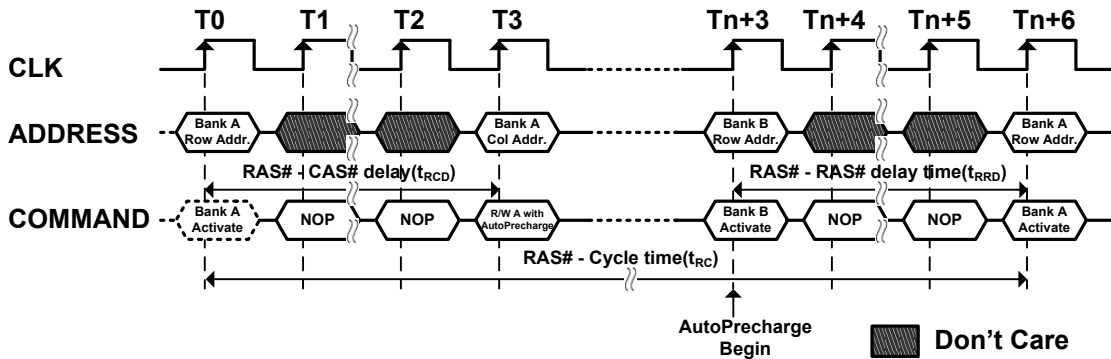 T0 T1 T2 T3 Tn+3 Tn+4 Tn+5 Tn+6
CLK
ADDRESS
Bank A
Row Addr.
Bank A
Col Addr.
Bank B
Row Addr.
Bank A
Row Addr.
RAS# - CAS# delay(tRCD)
RAS# - RAS# delay time(tRRD)
COMMAND
Bank A
Activate
NOP
NOP
R/W A with
AutoPrecharge
Bank B
Activate
NOP
NOP
Bank A
Activate
RAS# - Cycle time(tRC)
AutoPrecharge
Begin
Don't Care